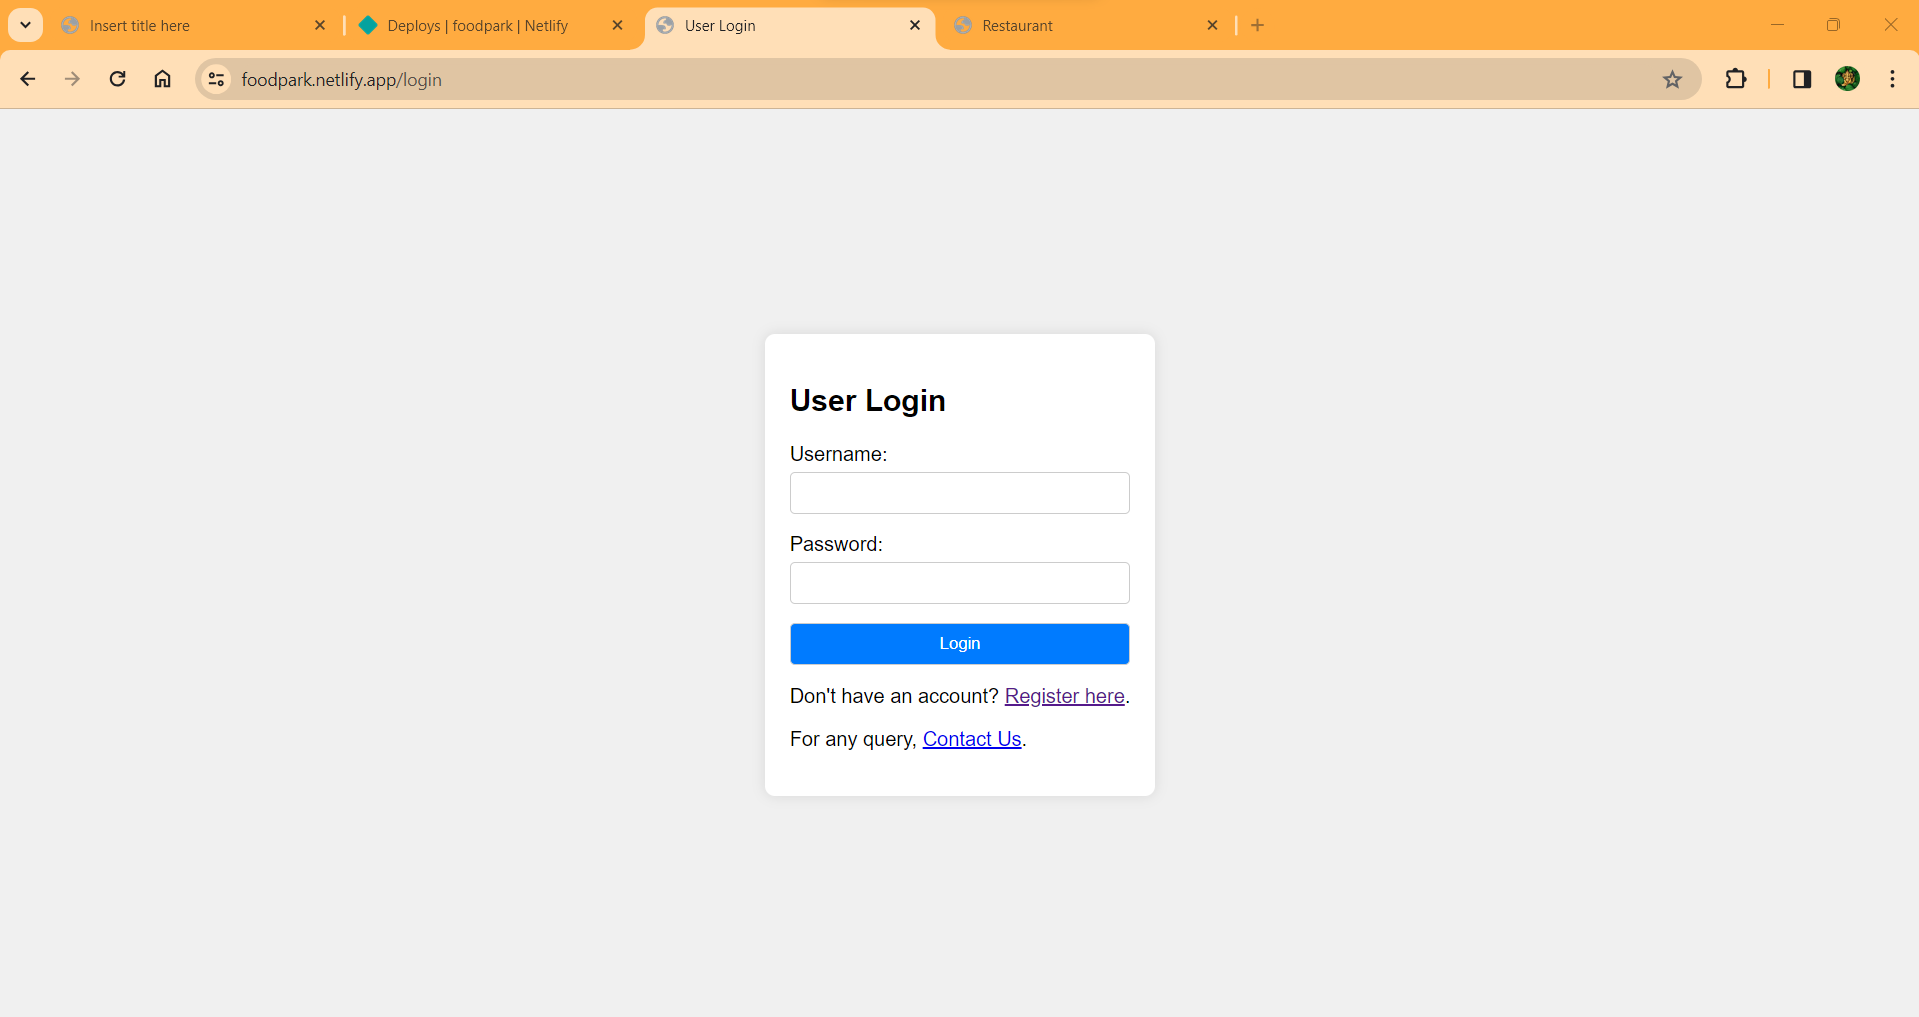 Insert title here
Deploys | foodpark | Netlify
User Login
Restaurant
foodpark.netlify.app/login
User Login
Username:
Password:
Login
Don't have an account? Register here.
For any query, Contact Us.